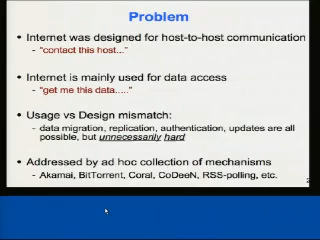 Problem
• Internet was designed for host-to-host communication
- "contact this host..."
• Internet is mainly used for data access
- "get me this data....."
• Usage vs Design mismatch:
- data migration, replication, authentication, updates are all
possible, but unnecessarily hard
• Addressed by ad hoc collection of mechanisms
- Akamai, BitTorrent, Coral, CoDeeN, RSS-polling, etc.
2